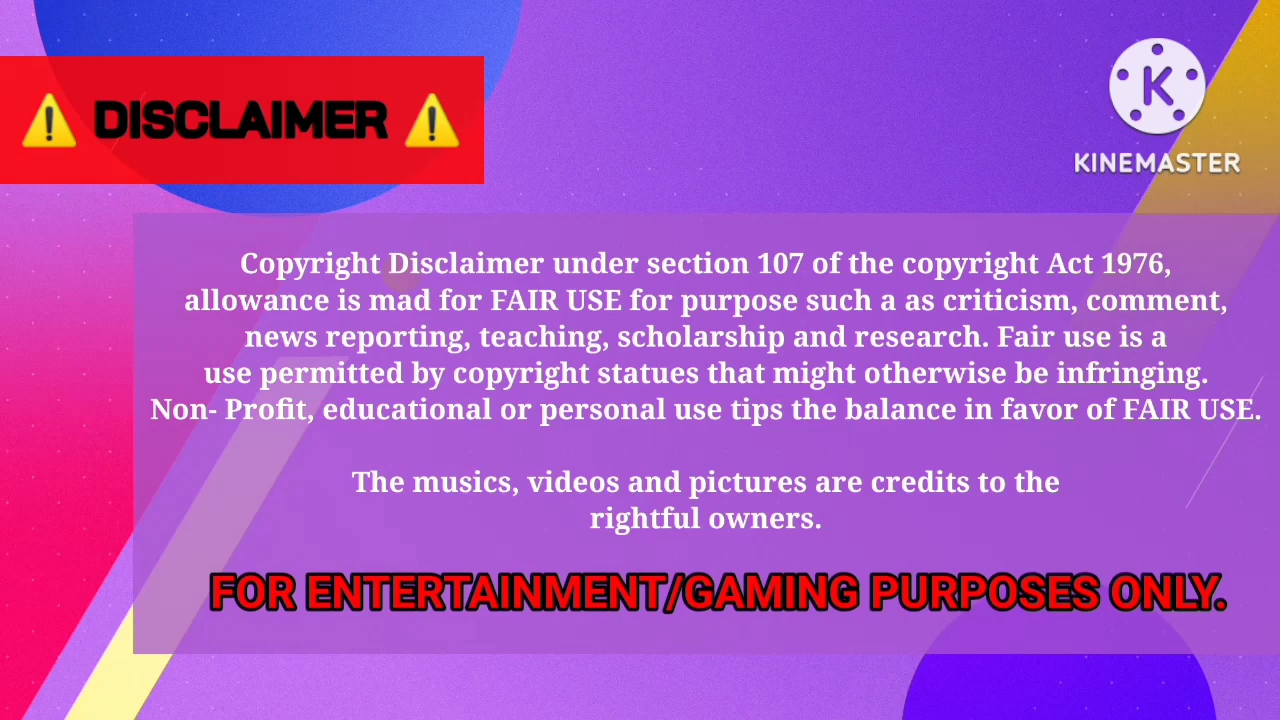 ⚠️ DISCLAIMER ⚠️
K
KINEMASTER
Copyright Disclaimer under section 107 of the copyright Act 1976,
allowance is mad for FAIR USE for purpose such a as criticism, comment,
news reporting, teaching, scholarship and research. Fair use is a
use permitted by copyright statues that might otherwise be infringing.
Non- Profit, educational or personal use tips the balance in favor of FAIR USE.
The musics, videos and pictures are credits to the
rightful owners.
FOR ENTERTAINMENT/GAMING PURPOSES ONLY.